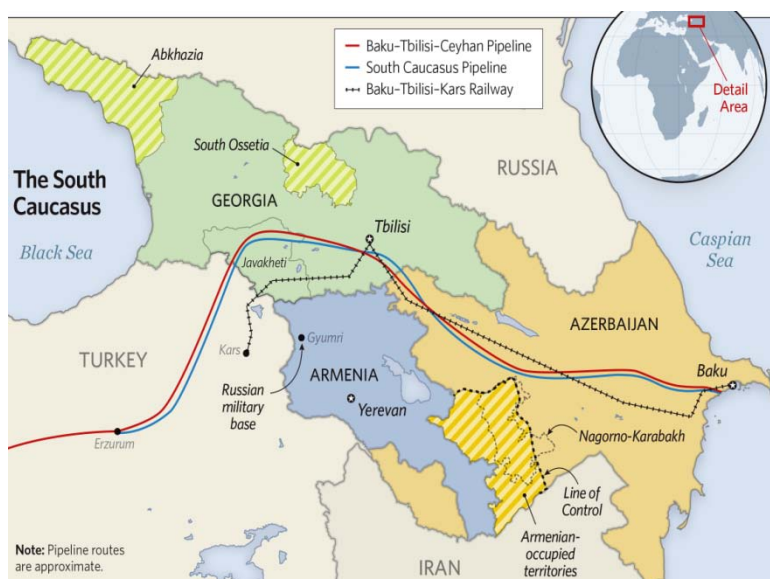 Abkhazia
Baku-Tbilisi-Ceyhan Pipeline
South Caucasus Pipeline
Baku-Tbilisi-Kars Railway
Detail
Area
South Ossetia
RUSSIA
The South
Caucasus
GEORGIA
Tbilisi
Black Sea
Caspian
Sea
Javakheti
AZERBAIJAN
TURKEY
Kars
Gyumri
Baku
ARMENIA
Russian
military
base
Yerevan
Erzurum
Nagorno-Karabakh
Line of
Control
Armenian-
occupied
territories
Note: Pipeline routes
are approximate.
IRAN